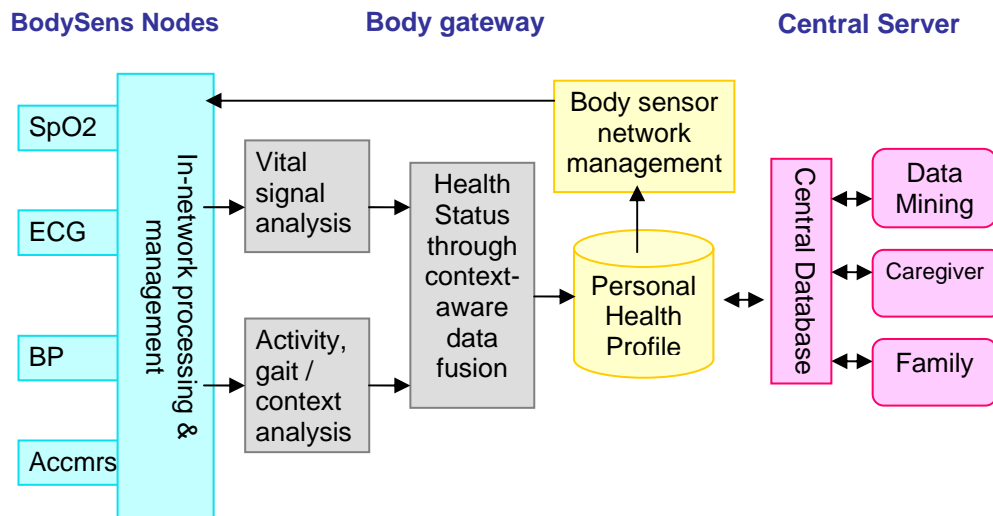 BodySens Nodes
Body gateway
Central Server
SpO2
ECG
BP
Accmrs
In-network processing &
management
Vital
signal
analysis
Activity,
gait /
context
analysis
Health
Status
through
context-
aware
data
fusion
Body sensor
network
management
Personal
Health
Profile
Central Database
Data
Mining
Caregiver
Family